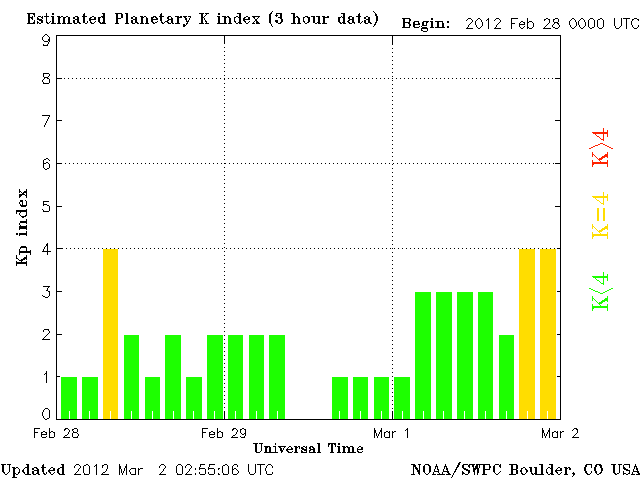 Estimated Planetary K index (3 hour data) Begin: 2012 Feb 28 0000 UTC
9
8
7
6
5
4
3
2
1
0
Kp index
K>4
K=4
K<4
Feb 28 Feb 29 Mar 1 Mar 2
Universal Time
Updated 2012 Mar 2 02:55:06 UTC NOAA/SWPC Boulder, CO USA